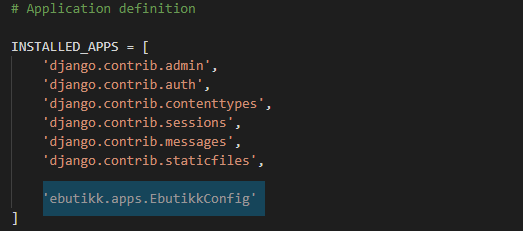 # Application definition
INSTALLED_APPS = [
'django.contrib.admin',
'django.contrib.auth',
'django.contrib.contenttypes',
'django.contrib.sessions',
'django.contrib.messages',
'django.contrib.staticfiles',
'ebutikk.apps.EbutikkConfig'
]